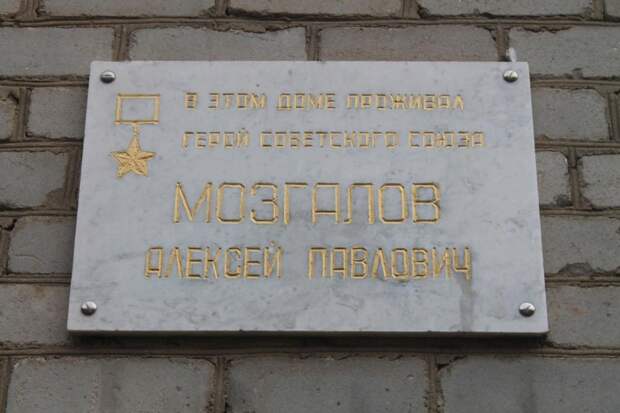 В ЭТОМ ДОМЕ ПРОЖИВАЛ
ГЕРОЙ СОВЕТСКОГО СОЮЗА
МОЗГАЛОВ
АЛЕКСЕЙ ПАВЛОВИЧ